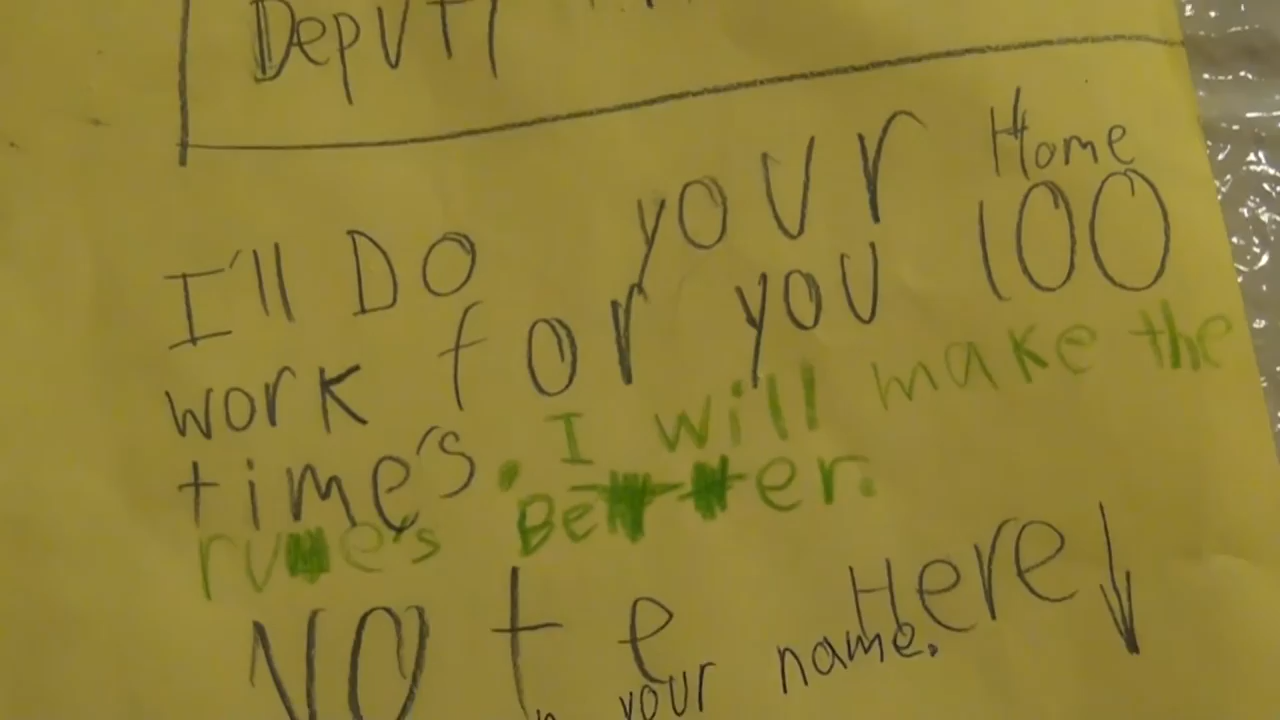 DepUTY
Home
I'll DO your
work for you 100
time's. I will make the
rules Better.
NOte Here
your name.